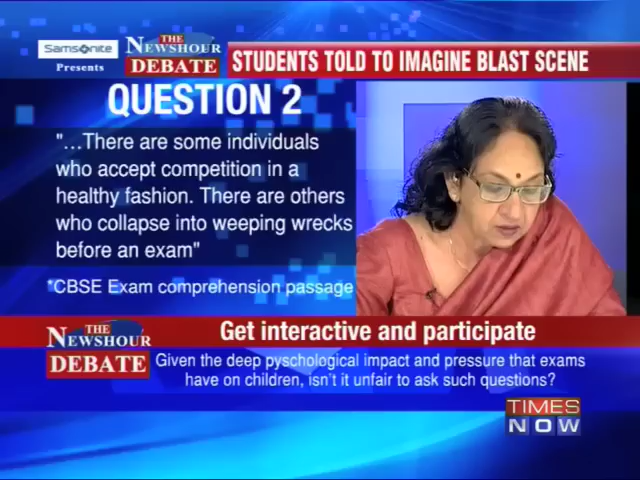 Samsonite
Presents
THE
NEWSHOUR
DEBATE
STUDENTS TOLD TO IMAGINE BLAST SCENE
QUESTION 2
"...There are some individuals
who accept competition in a
healthy fashion. There are others
who collapse into weeping wrecks
before an exam"
*CBSE Exam comprehension passage
THE
NEWSHOUR
DEBATE
Get interactive and participate
Given the deep pyschological impact and pressure that exams
have on children, isn't it unfair to ask such questions?
TIMES
NOW